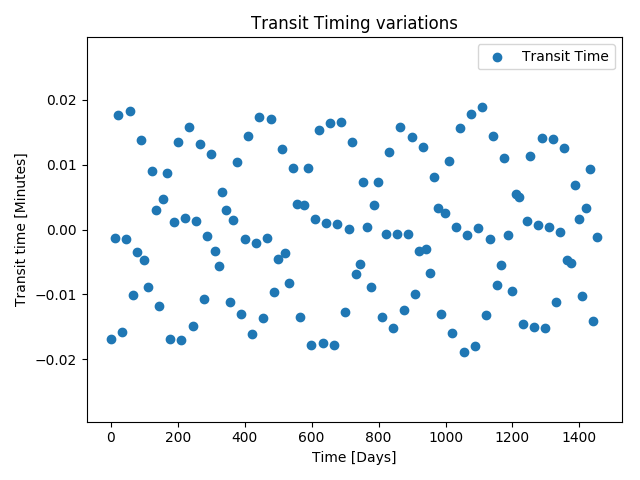 Transit Timing variations
Transit Time
Transit time [Minutes]
0.02
0.01
0.00
−0.01
−0.02
0 200 400 600 800 1000 1200 1400
Time [Days]